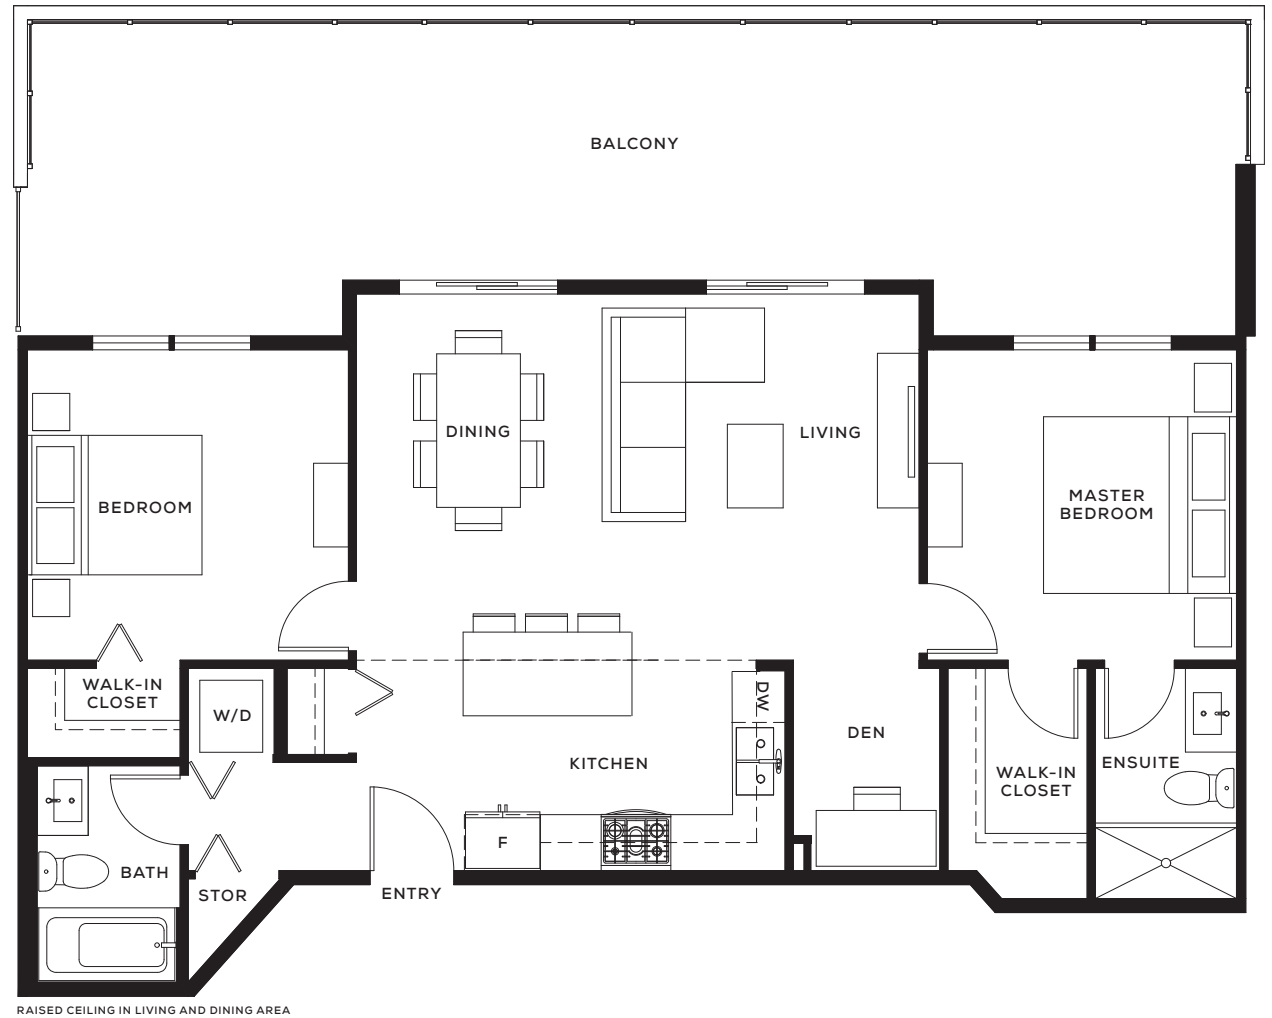 BALCONY
DINING
LIVING
BEDROOM
MASTER
BEDROOM
WALK-IN
CLOSET
W/D
DW
DEN
KITCHEN
ENSUITE
WALK-IN
CLOSET
F
BATH
STOR
ENTRY
RAISED CEILING IN LIVING AND DINING AREA